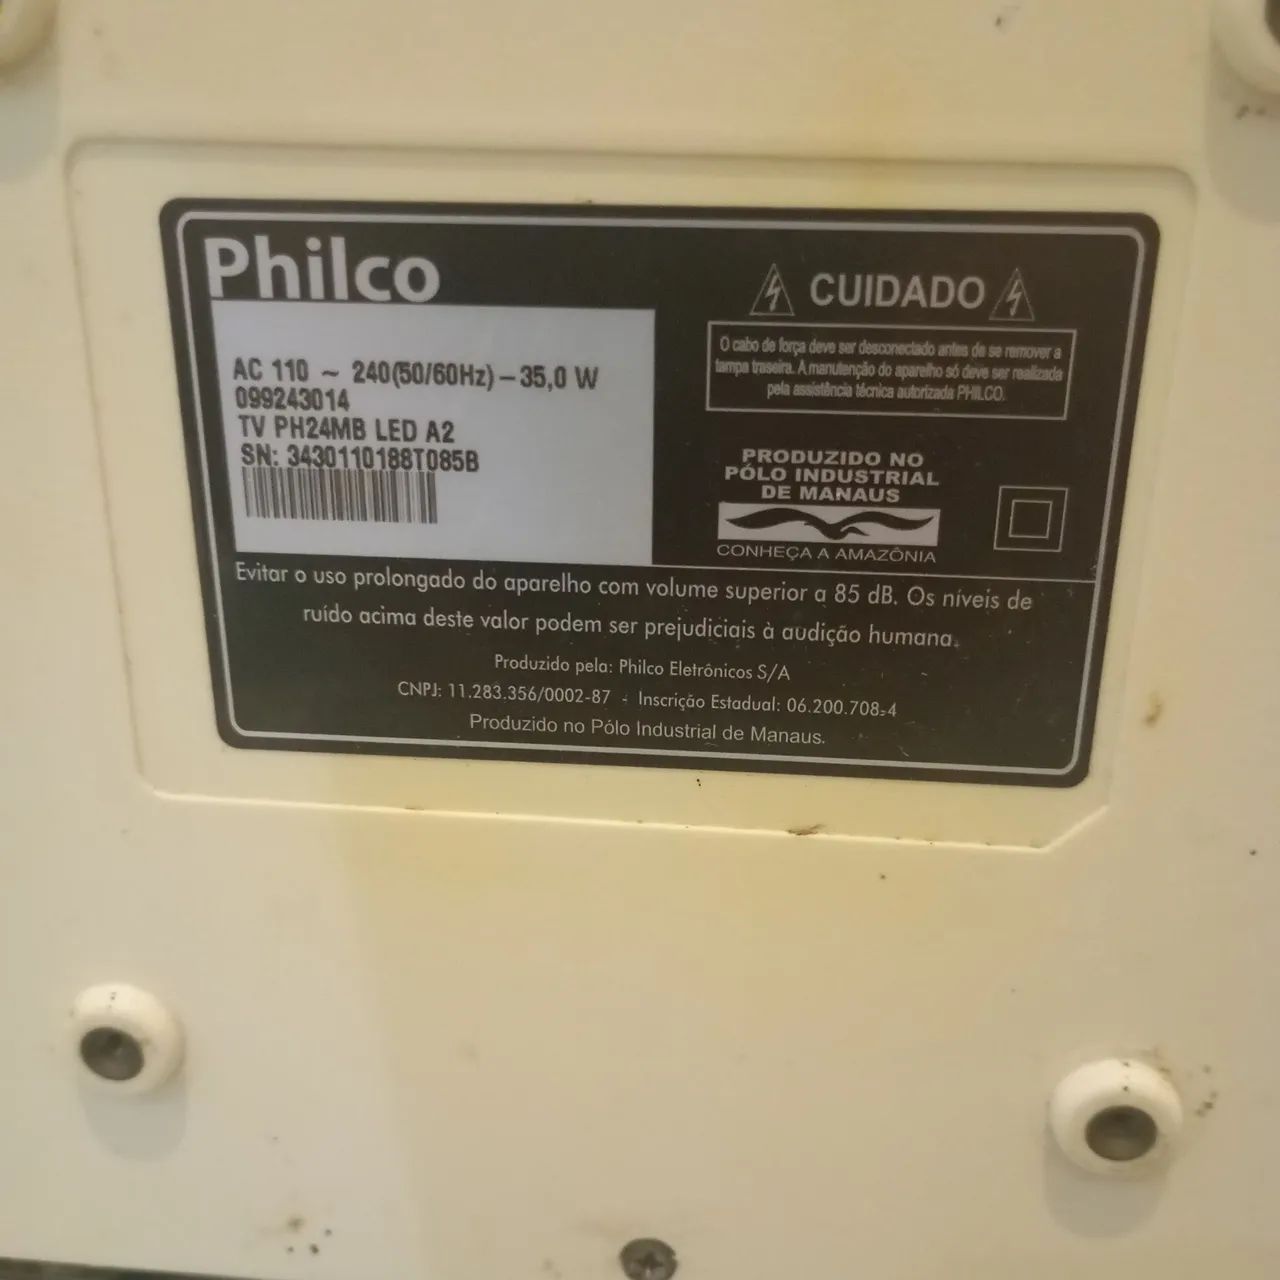 Philco
AC 110 ~ 240(50/60Hz) – 35,0 W
099243014
TV PH24MB LED A2
SN: 3430110188T085B
CUIDADO
O cabo de força deve ser desconectado antes de se remover a
tampa traseira. A manutenção do aparelho só deve ser realizada
pela assistência técnica autorizada PHILCO.
PRODUZIDO NO
PÓLO INDUSTRIAL
DE MANAUS
CONHEÇA A AMAZÔNIA
Evitar o uso prolongado do aparelho com volume superior a 85 dB. Os níveis de
ruído acima deste valor podem ser prejudiciais à audição humana.
Produzido pela: Philco Eletrônicos S/A
CNPJ: 11.283.356/0002-87 - Inscrição Estadual: 06.200.708-4
Produzido no Pólo Industrial de Manaus.